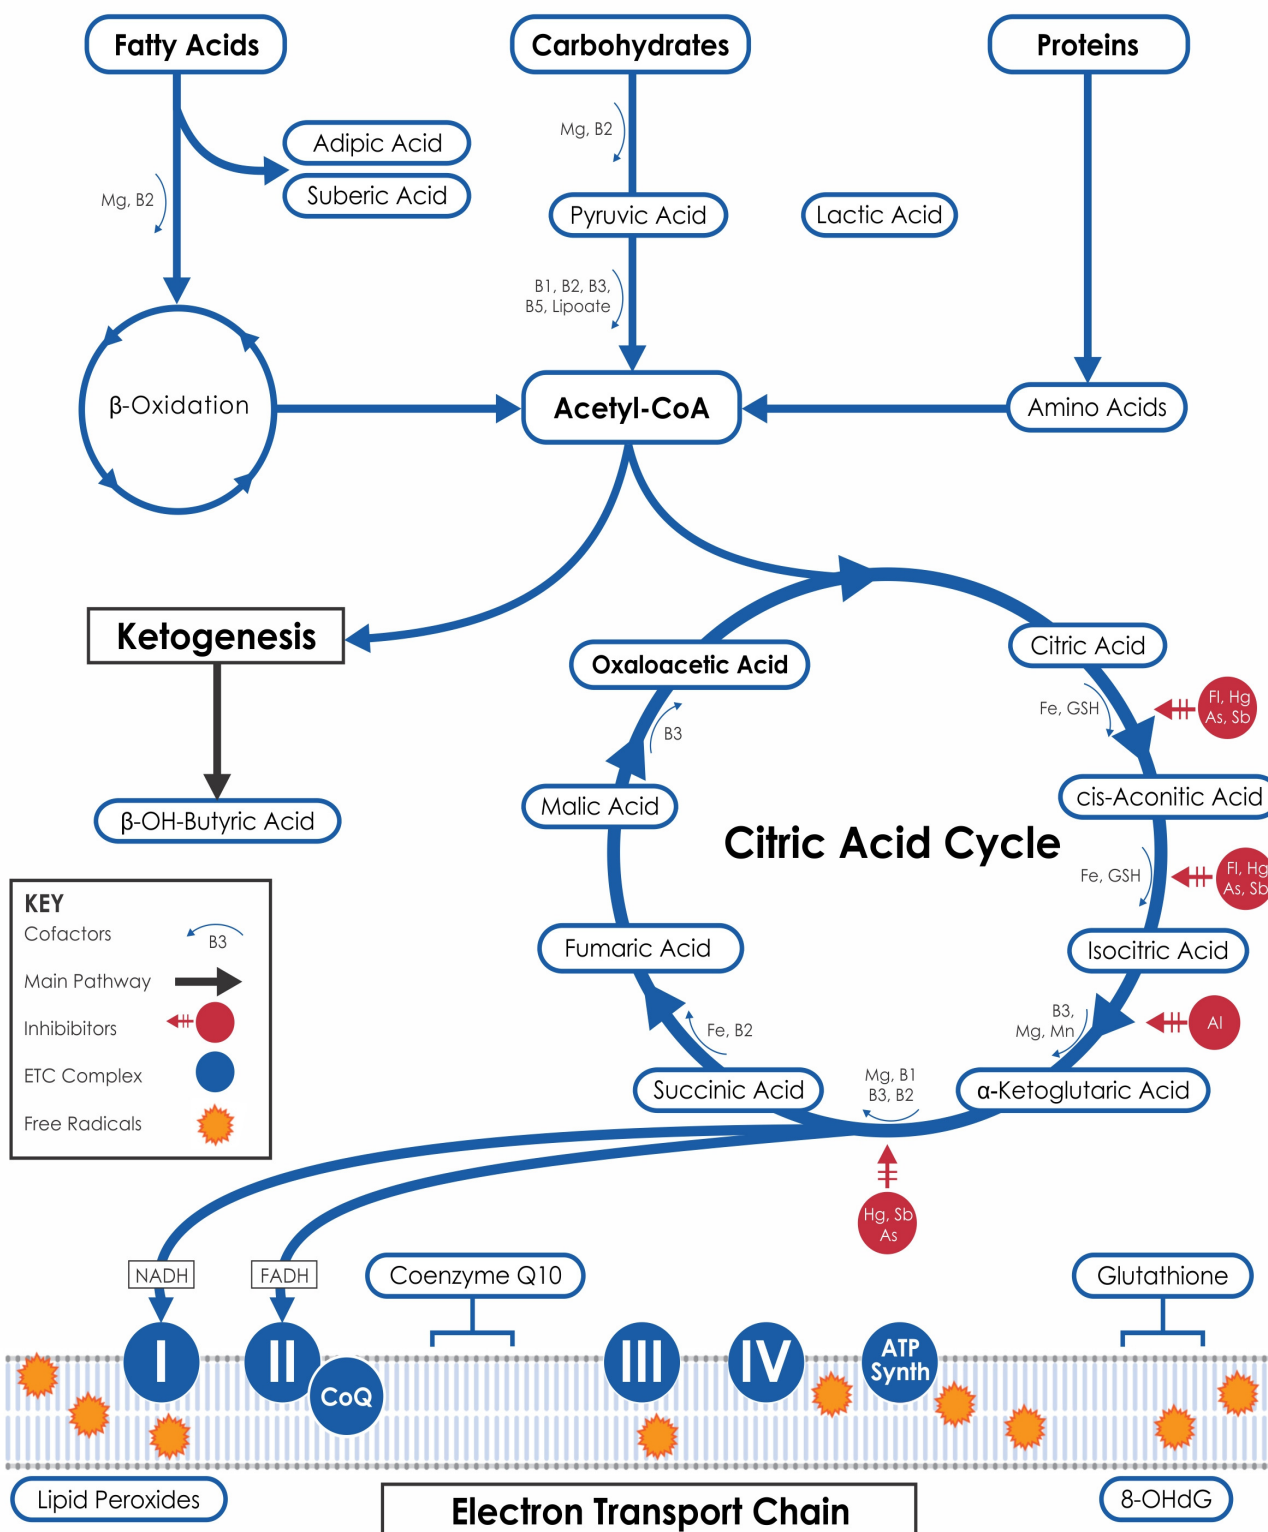 Fatty Acids
Carbohydrates
Proteins
Adipic Acid
Suberic Acid
Mg, B2
Mg, B2
Pyruvic Acid
Lactic Acid
B1, B2, B3,
B5, Lipoate
β-Oxidation
Acetyl-CoA
Amino Acids
Ketogenesis
β-OH-Butyric Acid
Oxaloacetic Acid
Citric Acid
Fe, GSH
Fl, Hg
As, Sb
B3
Malic Acid
cis-Aconitic Acid
Citric Acid Cycle
Fe, GSH
Fl, Hg
As, Sb
Fumaric Acid
Isocitric Acid
Fe, B2
B3,
Mg, Mn
Al
Succinic Acid
Mg, B1
B3, B2
α-Ketoglutaric Acid
Hg, Sb
As
KEY
Cofactors
B3
Main Pathway
Inhibibitors
ETC Complex
Free Radicals
NADH
FADH
Coenzyme Q10
Glutathione
I
II
CoQ
III
IV
ATP
Synth
Lipid Peroxides
Electron Transport Chain
8-OHdG